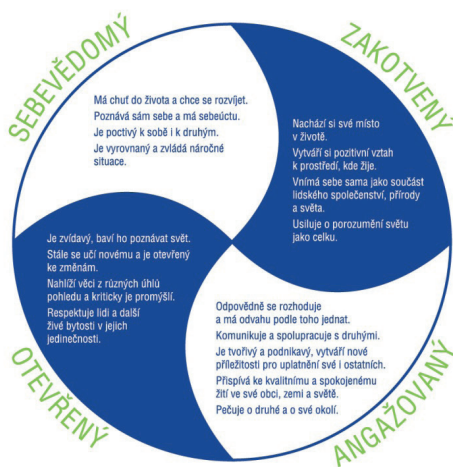 SEBEVĚDOMÝ
Má chuť do života a chce se rozvíjet.
Poznává sám sebe a má sebeúctu.
Je poctivý k sobě i k druhým.
Je vyrovnaný a zvládá náročné
situace.
ZAKOTVENÝ
Nachází si své místo
v životě.
Vytváří si pozitivní vztah
k prostředí, kde žije.
Vnímá sebe sama jako součást
lidského společenství, přírody
a světa.
Usiluje o porozumění světu
jako celku.
OTEVŘENÝ
Je zvídavý, baví ho poznávat svět.
Stále se učí novému a je otevřený
ke změnám.
Nahlíží věci z různých úhlů
pohledu a kriticky je promýšlí.
Respektuje lidi a další
živé bytosti v jejich
jedinečnosti.
ANGAŽOVANÝ
Odpovědně se rozhoduje
a má odvahu podle toho jednat.
Komunikuje a spolupracuje s druhými.
Je tvořivý a podnikavý, vytváří nové
příležitosti pro uplatnění své i ostatních.
Přispívá ke kvalitnímu a spokojenému
žití ve své obci, zemi a světě.
Pečuje o druhé a o své okolí.